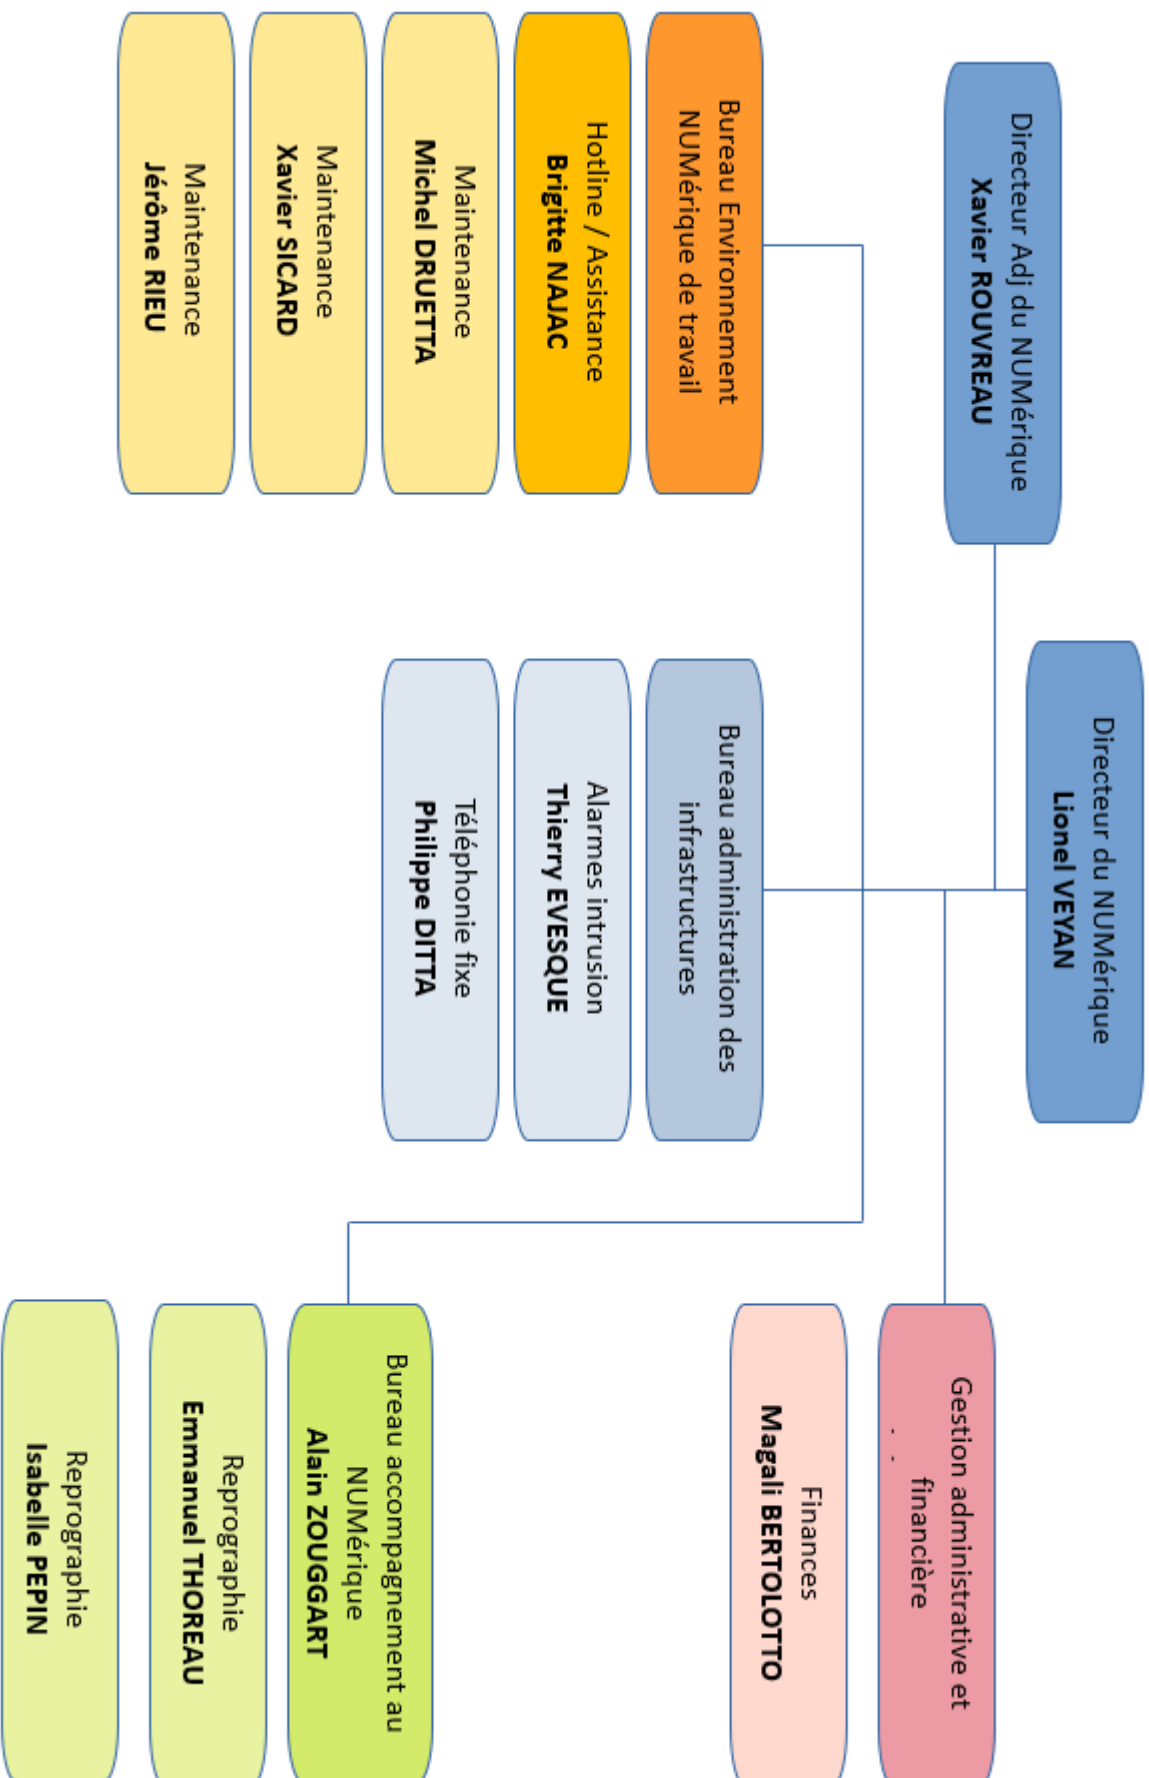 Directeur du NUMérique
Lionel VEYAN
Directeur Adj du NUMérique
Xavier ROUVREAU
Gestion administrative et
financière
Finances
Magali BERTOLOTTO
Bureau Environnement
NUMérique de travail
Hotline / Assistance
Brigitte NAJAC
Maintenance
Michel DRUETTA
Maintenance
Xavier SICARD
Maintenance
Jérôme RIEU
Bureau administration des
infrastructures
Alarmes intrusion
Thierry EVESQUE
Téléphonie fixe
Philippe DITTA
Bureau accompagnement au
NUMérique
Alain ZOUGGART
Reprographie
Emmanuel THOREAU
Reprographie
Isabelle PEPIN